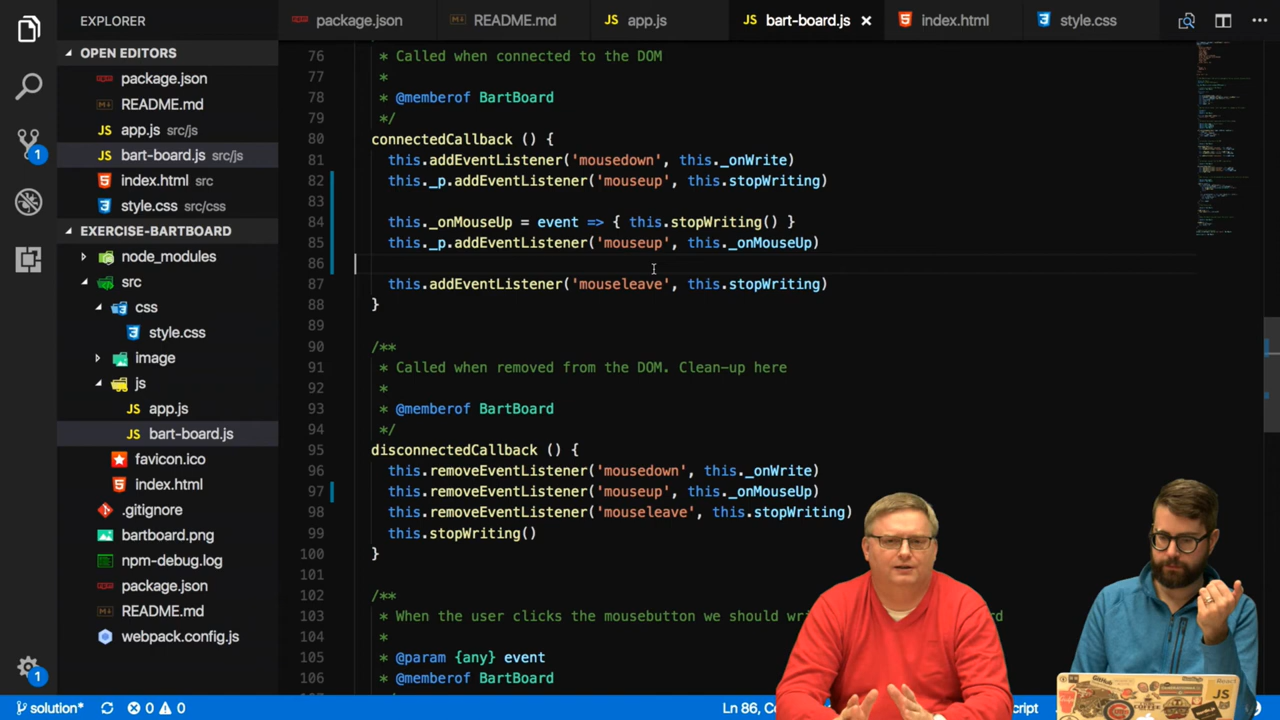 EXPLORER
OPEN EDITORS
package.json
README.md
app.js src/js
bart-board.js src/js
index.html src
style.css src/css
EXERCISE-BARTBOARD
node_modules
src
css
style.css
image
js
app.js
bart-board.js
favicon.ico
index.html
.gitignore
bartboard.png
npm-debug.log
package.json
README.md
webpack.config.js
package.json README.md app.js bart-board.js index.html style.css
76 * Called when connected to the DOM
77 *
78 * @memberof BartBoard
79 */
80 connectedCallback () {
81 this.addEventListener('mousedown', this._onWrite)
82 this._p.addEventListener('mouseup', this.stopWriting)
83
84 this._onMouseUp = event => { this.stopWriting() }
85 this._p.addEventListener('mouseup', this._onMouseUp)
86
87 this.addEventListener('mouseleave', this.stopWriting)
88 }
89
90 /**
91 * Called when removed from the DOM. Clean-up here
92 *
93 * @memberof BartBoard
94 */
95 disconnectedCallback () {
96 this.removeEventListener('mousedown', this._onWrite)
97 this.removeEventListener('mouseup', this._onMouseUp)
98 this.removeEventListener('mouseleave', this.stopWriting)
99 this.stopWriting()
100 }
101
102 /**
103 * When the user clicks the mousebutton we should
104 *
105 * @param {any} event
106 * @memberof BartBoard
1
1
solution* 0 0 Ln 86,